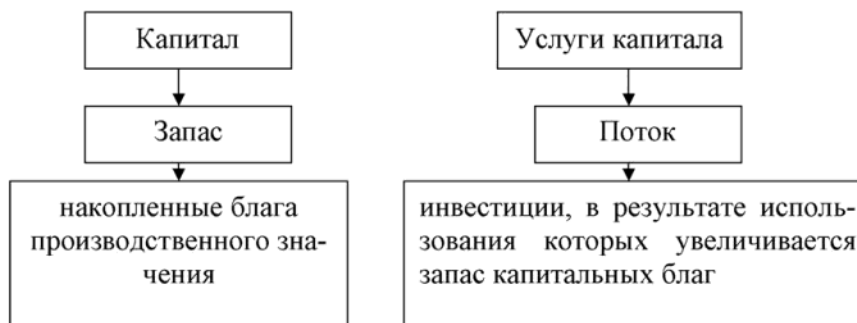 Капитал
Запас
накопленные блага
производственного зна-
чения
Услуги капитала
Поток
инвестиции, в результате исполь-
зования которых увеличивается
запас капитальных благ